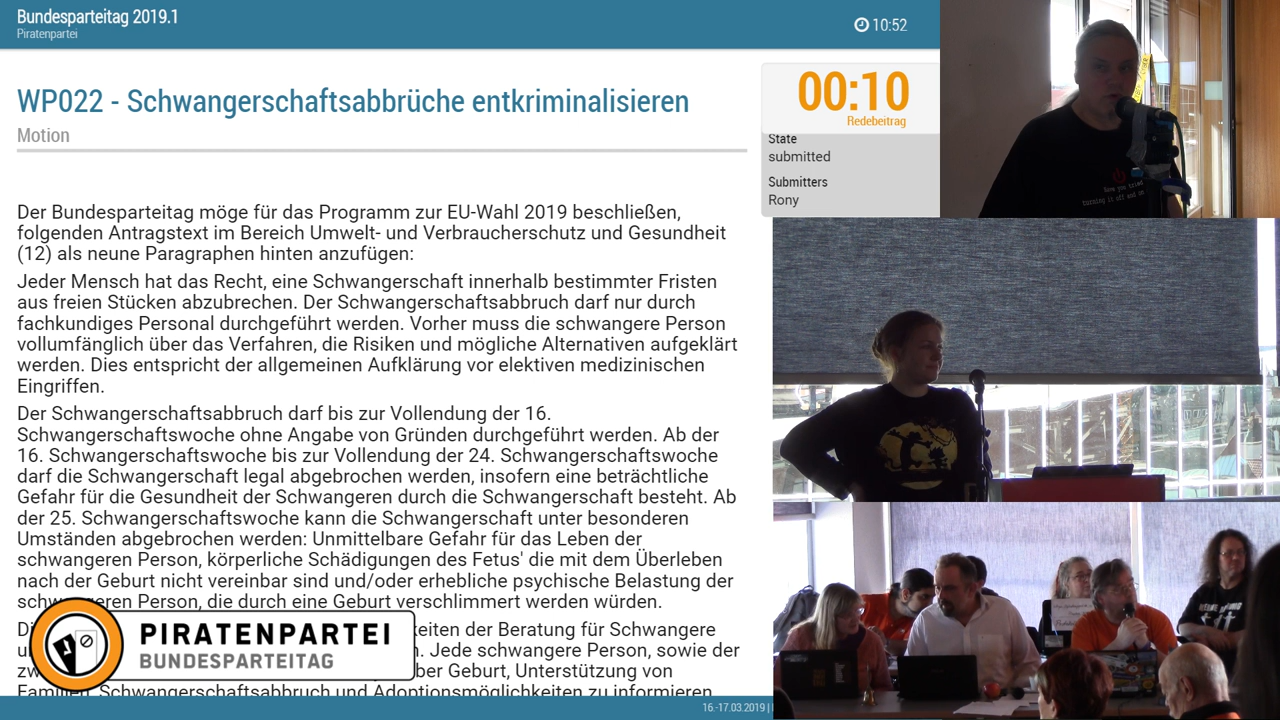 Bundesparteitag 2019.1
Piratenpartei
10:52
WP022 - Schwangerschaftsabbrüche entkriminalisieren
Motion
00:10
Redebeitrag
State
submitted
Submitters
Rony
Der Bundesparteitag möge für das Programm zur EU-Wahl 2019 beschließen,
folgenden Antragstext im Bereich Umwelt- und Verbraucherschutz und Gesundheit
(12) als neune Paragraphen hinten anzufügen:
Jeder Mensch hat das Recht, eine Schwangerschaft innerhalb bestimmter Fristen
aus freien Stücken abzubrechen. Der Schwangerschaftsabbruch darf nur durch
fachkundiges Personal durchgeführt werden. Vorher muss die schwangere Person
vollumfänglich über das Verfahren, die Risiken und mögliche Alternativen aufgeklärt
werden. Dies entspricht der allgemeinen Aufklärung vor elektiven medizinischen
Eingriffen.
Der Schwangerschaftsabbruch darf bis zur Vollendung der 16.
Schwangerschaftswoche ohne Angabe von Gründen durchgeführt werden. Ab der
16. Schwangerschaftswoche bis zur Vollendung der 24. Schwangerschaftswoche
darf die Schwangerschaft legal abgebrochen werden, insofern eine beträchtliche
Gefahr für die Gesundheit der Schwangeren durch die Schwangerschaft besteht. Ab
der 25. Schwangerschaftswoche kann die Schwangerschaft unter besonderen
Umständen abgebrochen werden: Unmittelbare Gefahr für das Leben der
schwangeren Person, körperliche Schädigungen des Fetus' die mit dem Überleben
nach der Geburt nicht vereinbar sind und/oder erhebliche psychische Belastung der
schwangeren Person, die durch eine Geburt verschlimmert werden würden.
keiten der Beratung für Schwangere
Jede schwangere Person, sowie der
ber Geburt, Unterstützung von
Familien, Schwangerschaftsabbruch und Adoptionsmöglichkeiten zu informieren
PIRATENPARTEI
BUNDESPARTEITAG
16.-17.03.2019 |
Have you tried
turning it off and on